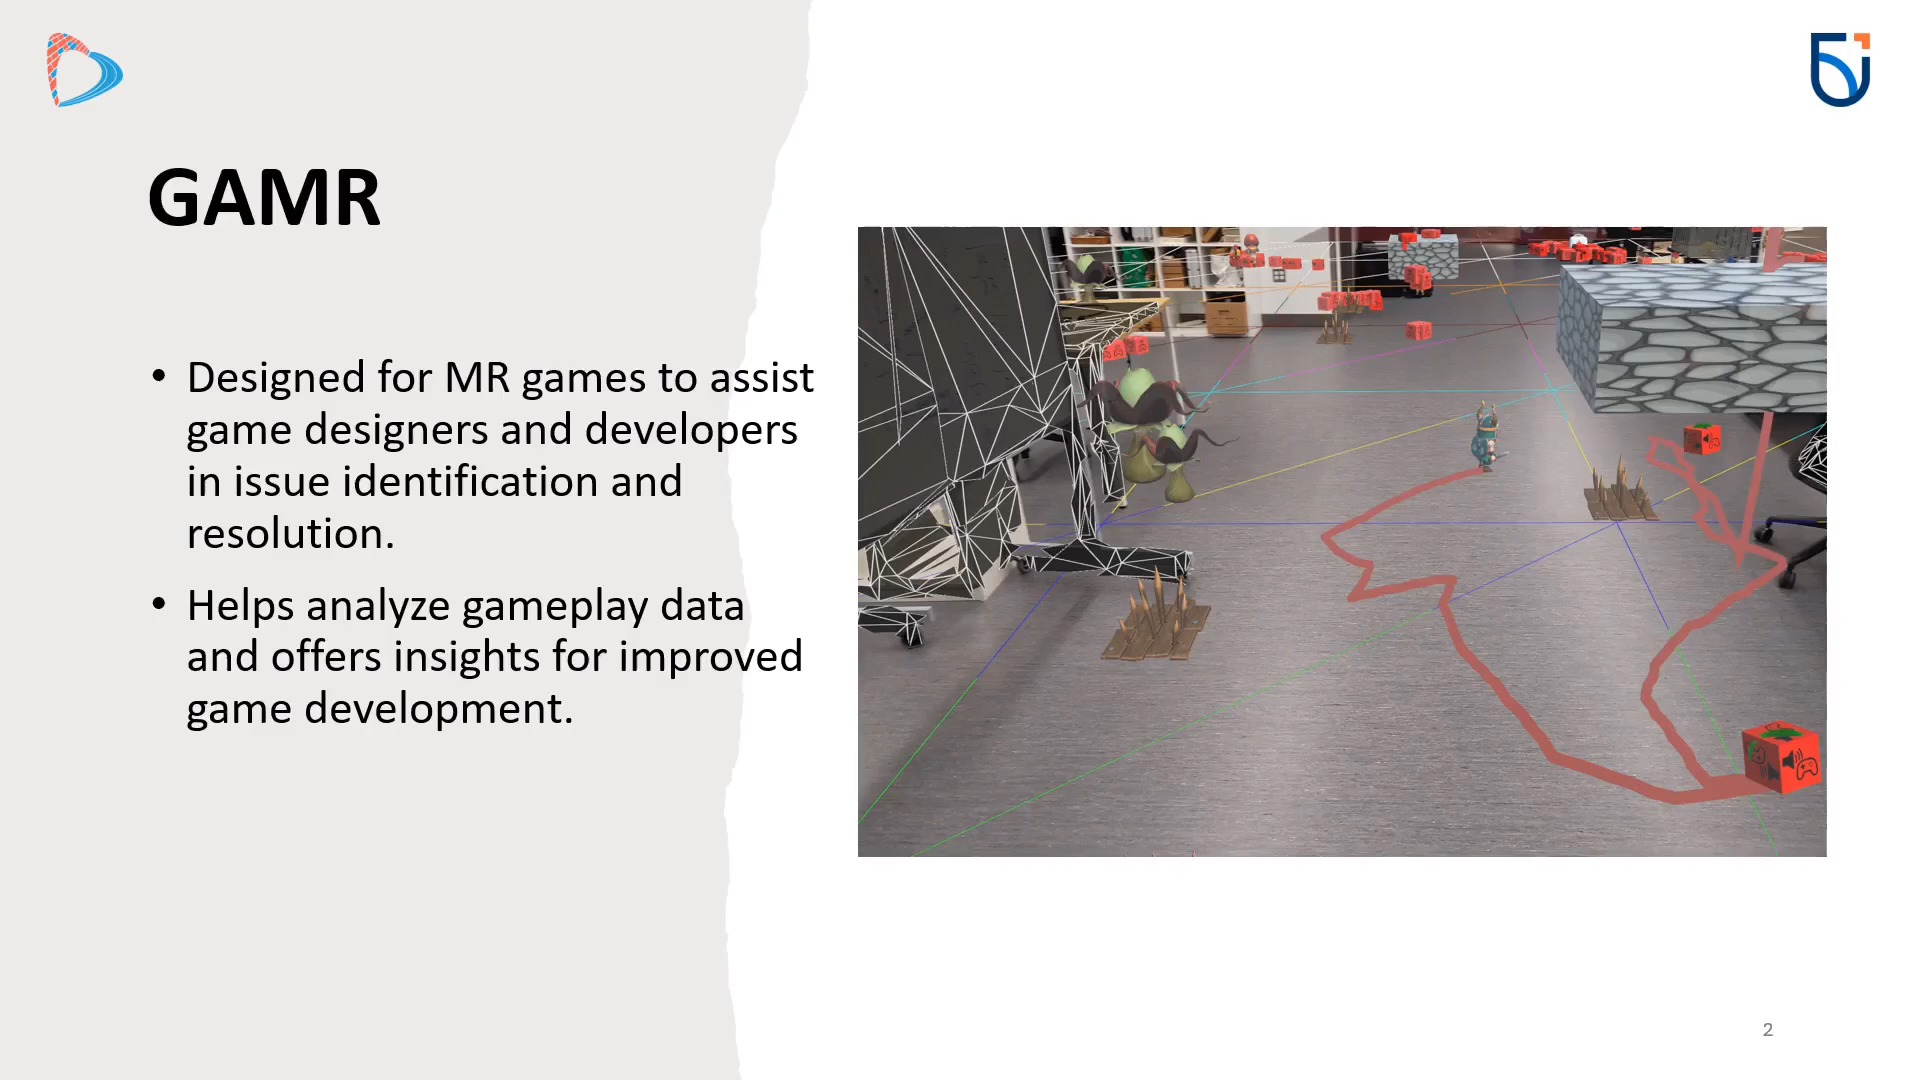 GAMR
• Designed for MR games to assist
game designers and developers
in issue identification and
resolution.
• Helps analyze gameplay data
and offers insights for improved
game development.
2